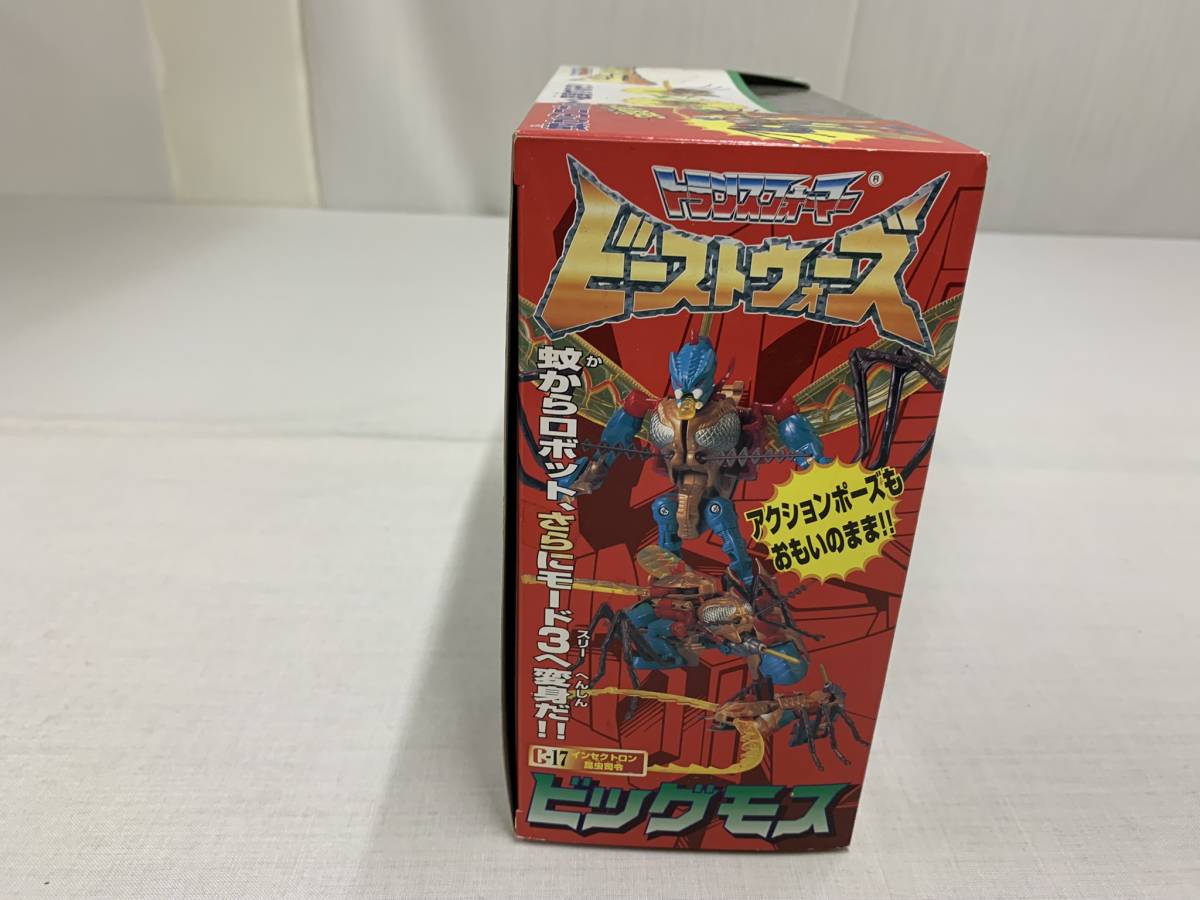 トランスフォーマー®
ビーストウォーズ
蚊からロボット、さらにモード3へ変身だ!!
か
スリー
へんしん
アクションポーズも
おもいのまま!!
C-17
インセクトロン
昆虫司令
ビッグモス